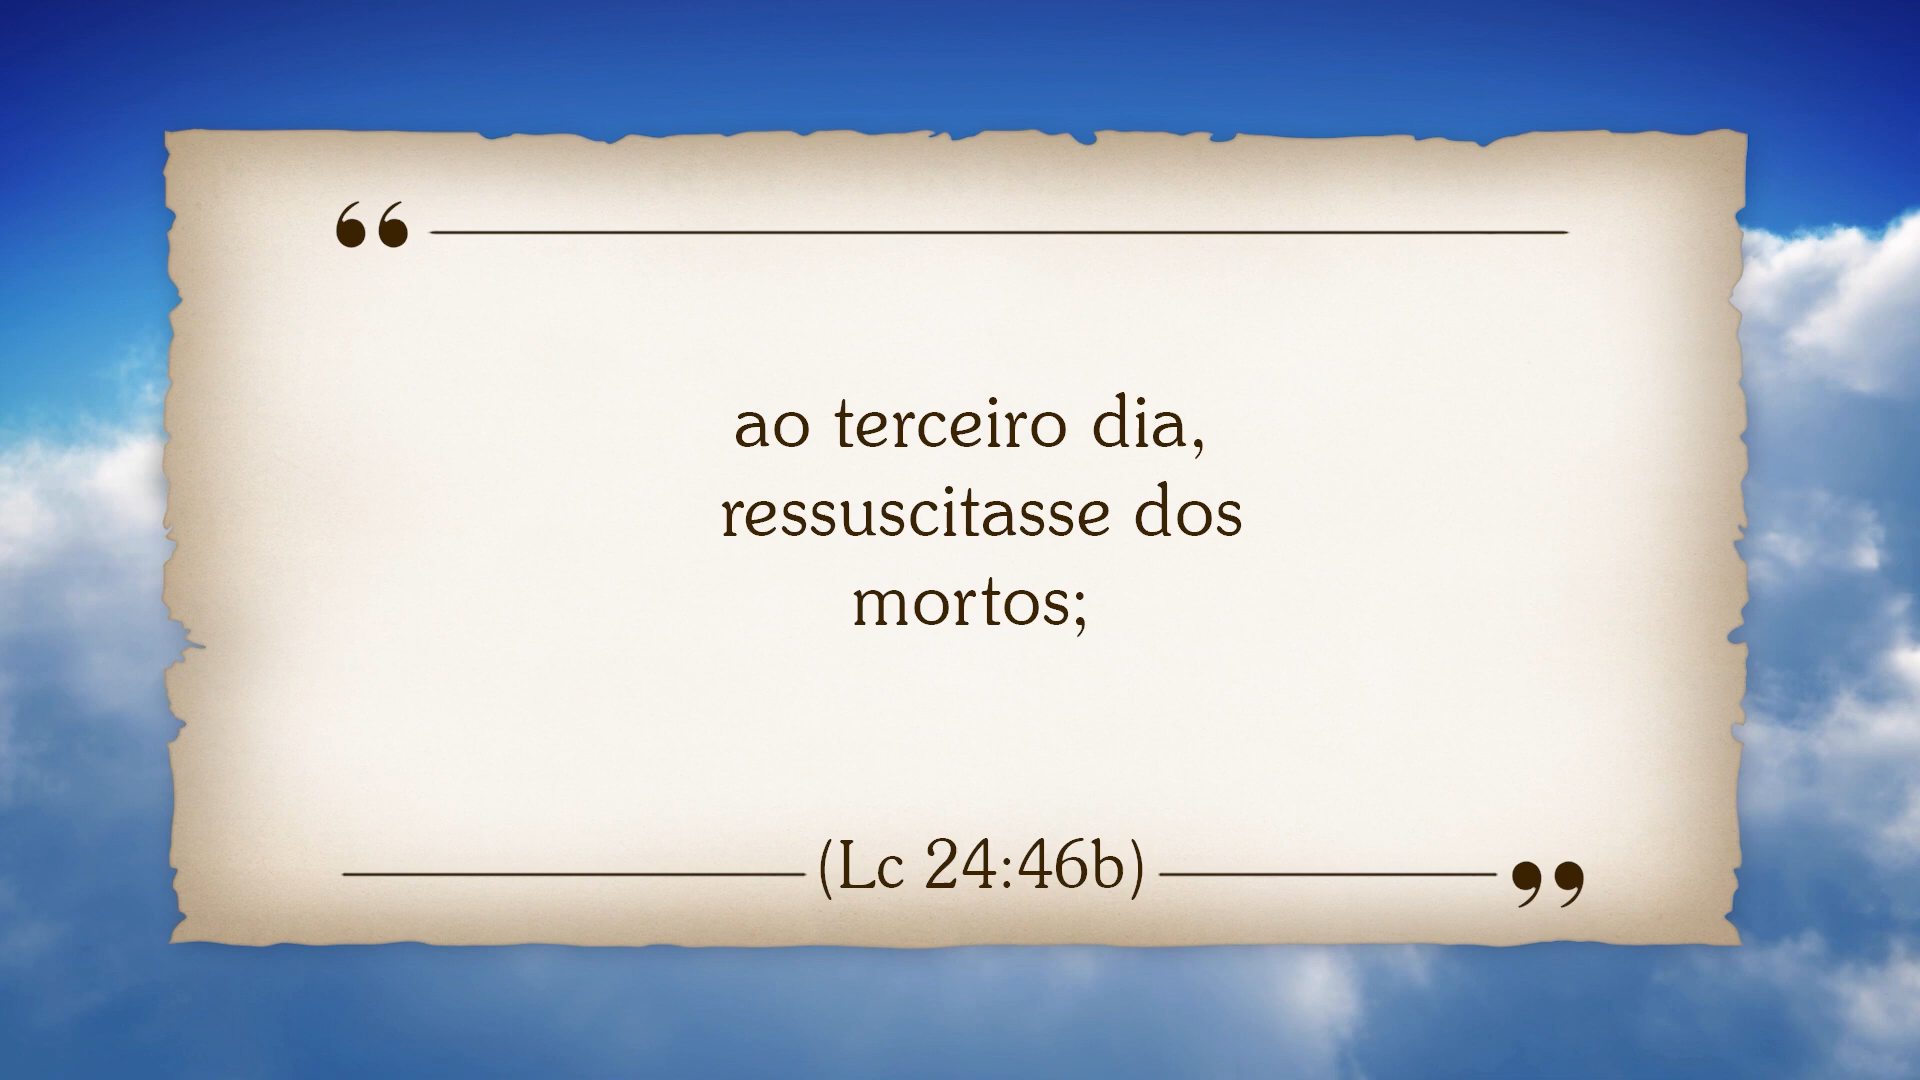 “
ao terceiro dia,
ressuscitasse dos
mortos;
(Lc 24:46b)
”